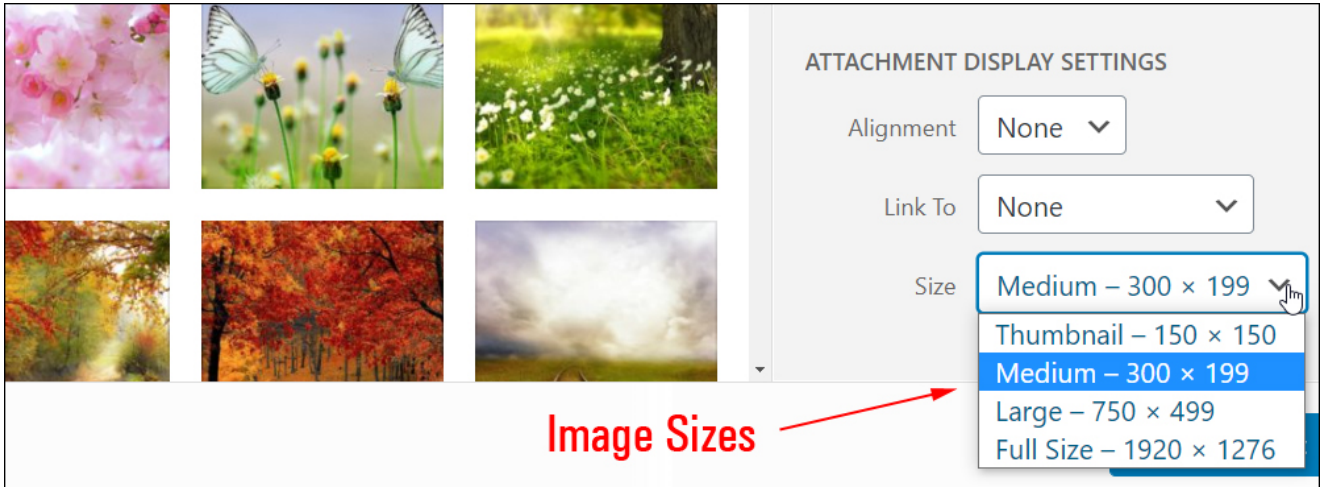 ATTACHMENT DISPLAY SETTINGS
Alignment None
Link To None
Size Medium – 300 × 199
Thumbnail – 150 × 150
Medium – 300 × 199
Large – 750 × 499
Full Size – 1920 × 1276
Image Sizes